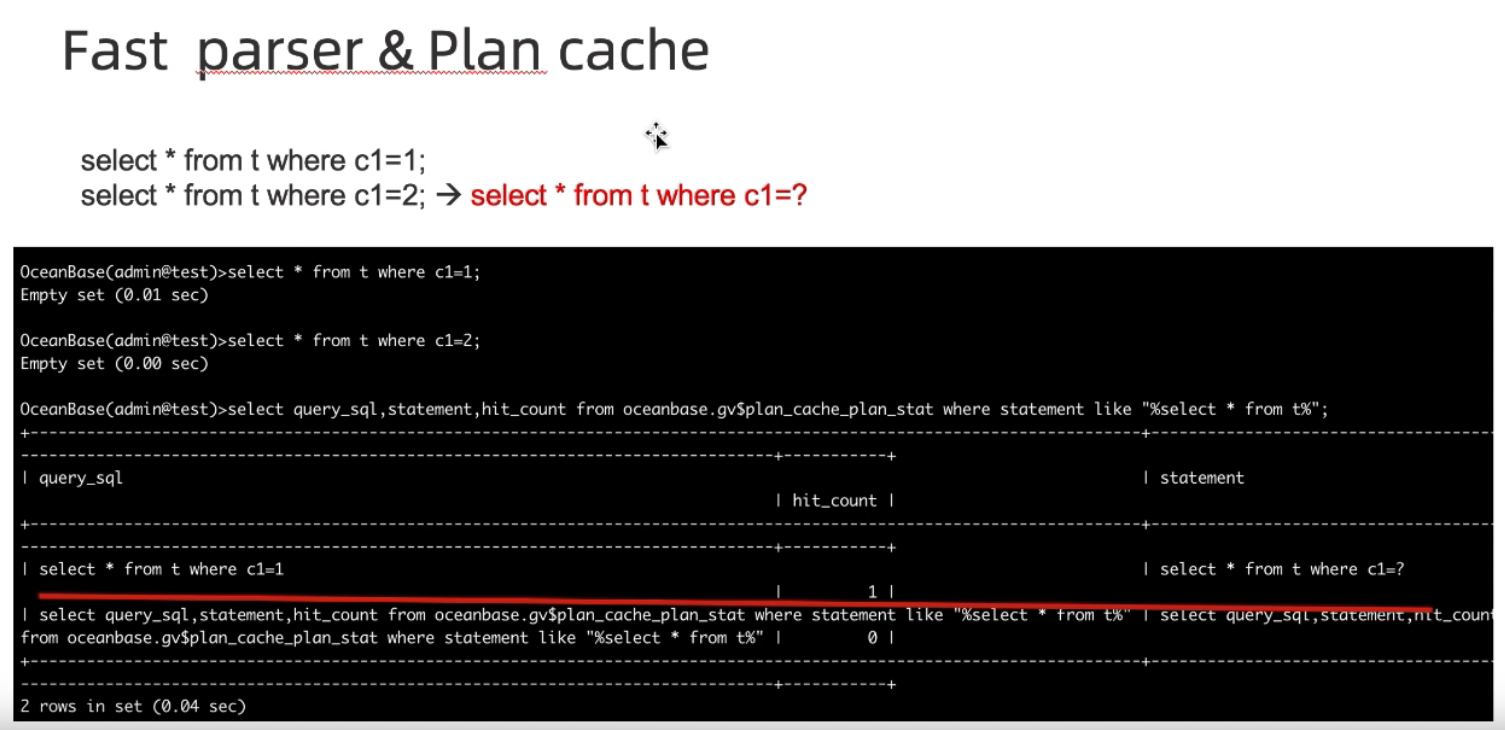 Fast parser & Plan cache
select * from t where c1=1;
select * from t where c1=2; → select * from t where c1=?
OceanBase(admin@test)>select * from t where c1=1;
Empty set (0.01 sec)
OceanBase(admin@test)>select * from t where c1=2;
Empty set (0.00 sec)
OceanBase(admin@test)>select query_sql,statement,hit_count from oceanbase.gv$plan_cache_plan_stat where statement like "%select * from t%";
| query_sql | statement
| hit_count |
| select * from t where c1=1 | select * from t where c1=?
| 1 |
| select query_sql,statement,hit_count from oceanbase.gv$plan_cache_plan_stat where statement like "%select * from t%" | select query_sql,statement,hit_count
from oceanbase.gv$plan_cache_plan_stat where statement like "%select * from t%" | 0 |
2 rows in set (0.04 sec)